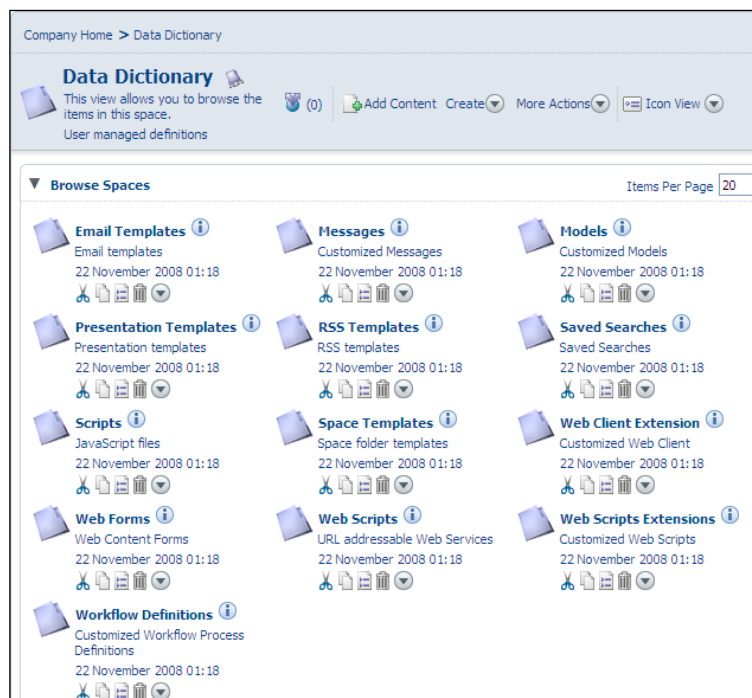 Company Home > Data Dictionary
Data Dictionary
This view allows you to browse the
items in this space.
User managed definitions
(0)
Add Content Create More Actions Icon View
Browse Spaces
Items Per Page 20
Email Templates
Email templates
22 November 2008 01:18
Messages
Customized Messages
22 November 2008 01:18
Models
Customized Models
22 November 2008 01:18
Presentation Templates
Presentation templates
22 November 2008 01:18
RSS Templates
RSS templates
22 November 2008 01:18
Saved Searches
Saved Searches
22 November 2008 01:18
Scripts
JavaScript files
22 November 2008 01:18
Space Templates
Space folder templates
22 November 2008 01:18
Web Client Extension
Customized Web Client
22 November 2008 01:18
Web Forms
Web Content Forms
22 November 2008 01:18
Web Scripts
URL addressable Web Services
22 November 2008 01:18
Web Scripts Extensions
Customized Web Scripts
22 November 2008 01:18
Workflow Definitions
Customized Workflow Process
Definitions
22 November 2008 01:18